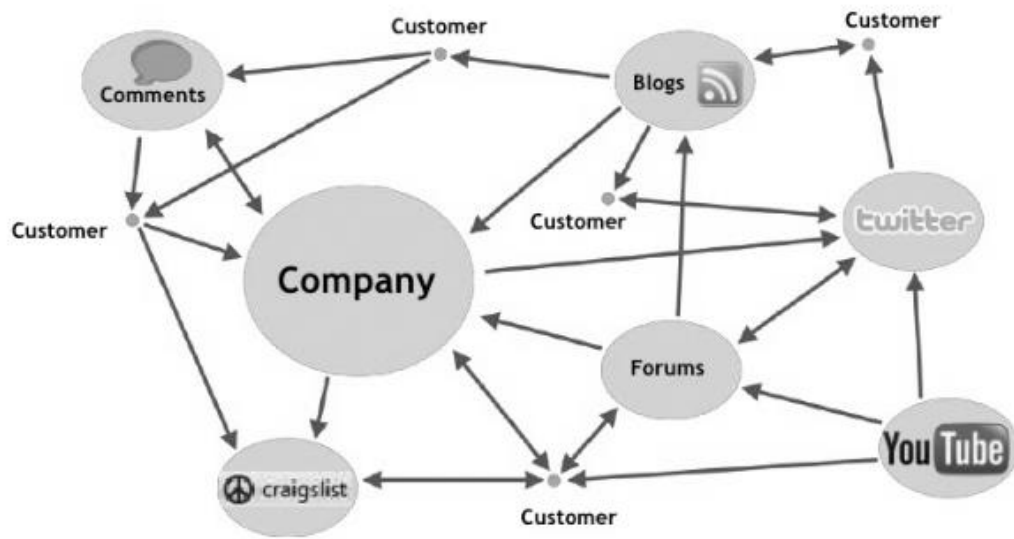 Customer
Customer
Comments
Blogs
Customer
Customer
twitter
Company
Forums
YouTube
craigslist
Customer